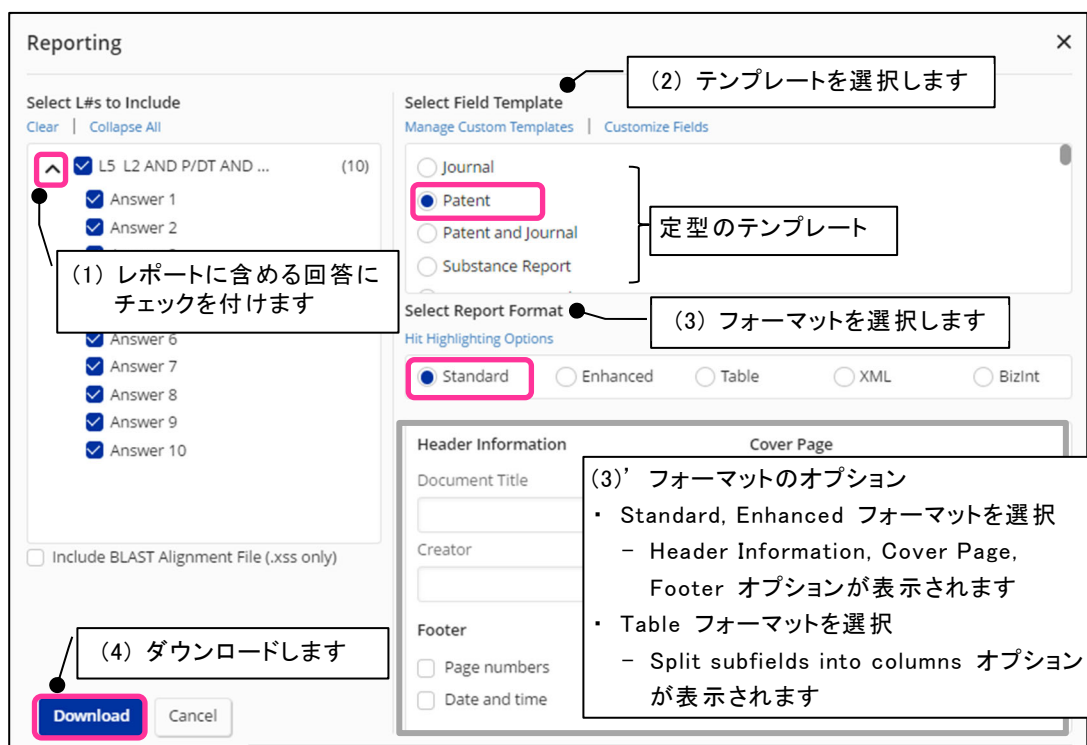 Reporting
(2) テンプレートを選択します
Select L#s to Include
Clear | Collapse All
L5 L2 AND P/DT AND ... (10)
Answer 1
Answer 2
(1) レポートに含める回答に
チェックを付けます
Answer 6
Answer 7
Answer 8
Answer 9
Answer 10
Include BLAST Alignment File (.xss only)
(4) ダウンロードします
Download Cancel
Select Field Template
Manage Custom Templates | Customize Fields
Journal
Patent
Patent and Journal
Substance Report
定型のテンプレート
Select Report Format
(3) フォーマットを選択します
Hit Highlighting Options
Standard Enhanced Table XML BizInt
Header Information Cover Page
Document Title
Creator
Footer
Page numbers
Date and time
(3)’ フォーマットのオプション
・ Standard, Enhanced フォーマットを選択
－ Header Information, Cover Page,
Footer オプションが表示されます
・ Table フォーマットを選択
－ Split subfields into columns オプション
が表示されます